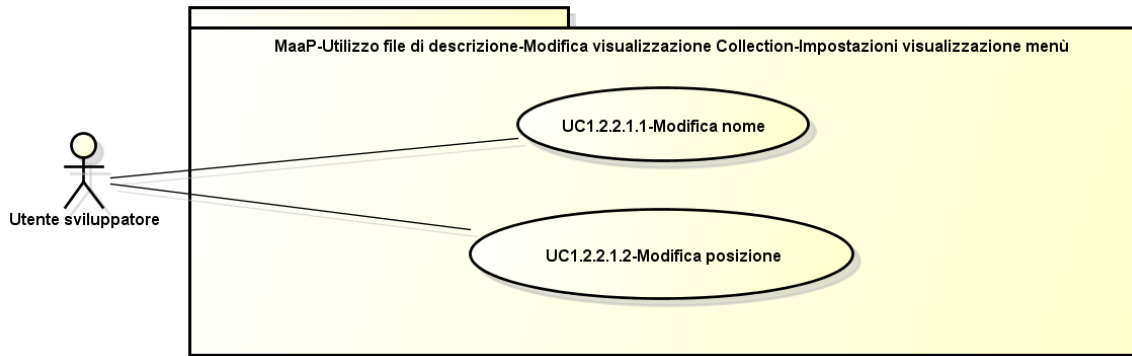 MaaP-Utilizzo file di descrizione-Modifica visualizzazione Collection-Impostazioni visualizzazione menù
UC1.2.2.1.1-Modifica nome
Utente sviluppatore
UC1.2.2.1.2-Modifica posizione